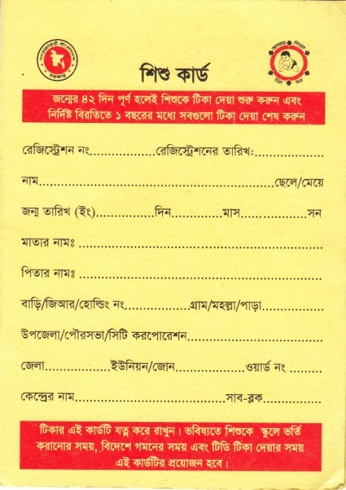 শিশু কার্ড
জন্মের ৪২ দিন পূর্ণ হলেই শিশুকে টিকা দেয়া শুরু করুন এবং
নির্দিষ্ট বিরতিতে ১ বছরের মধ্যে সবগুলো টিকা দেয়া শেষ করুন
রেজিস্ট্রেশন নং................রেজিস্ট্রেশনের তারিখ:................
নাম................ছেলে/মেয়ে
জন্ম তারিখ (ইং)................দিন................মাস................সন
মাতার নামঃ................
পিতার নামঃ................
বাড়ি/জিআর/হোল্ডিং নং................গ্রাম/মহল্লা/পাড়া................
উপজেলা/পৌরসভা/সিটি করপোরেশন................
জেলা................ইউনিয়ন/জোন................ওয়ার্ড নং ........
কেন্দ্রের নাম................সাব-ব্লক................
টিকার এই কার্ডটি যত্ন করে রাখুন। ভবিষ্যতে শিশুকে স্কুলে ভর্তি
করানোর সময়, বিদেশে গমনের সময় এবং টিডি টিকা দেয়ার সময়
এই কার্ডটির প্রয়োজন হবে।